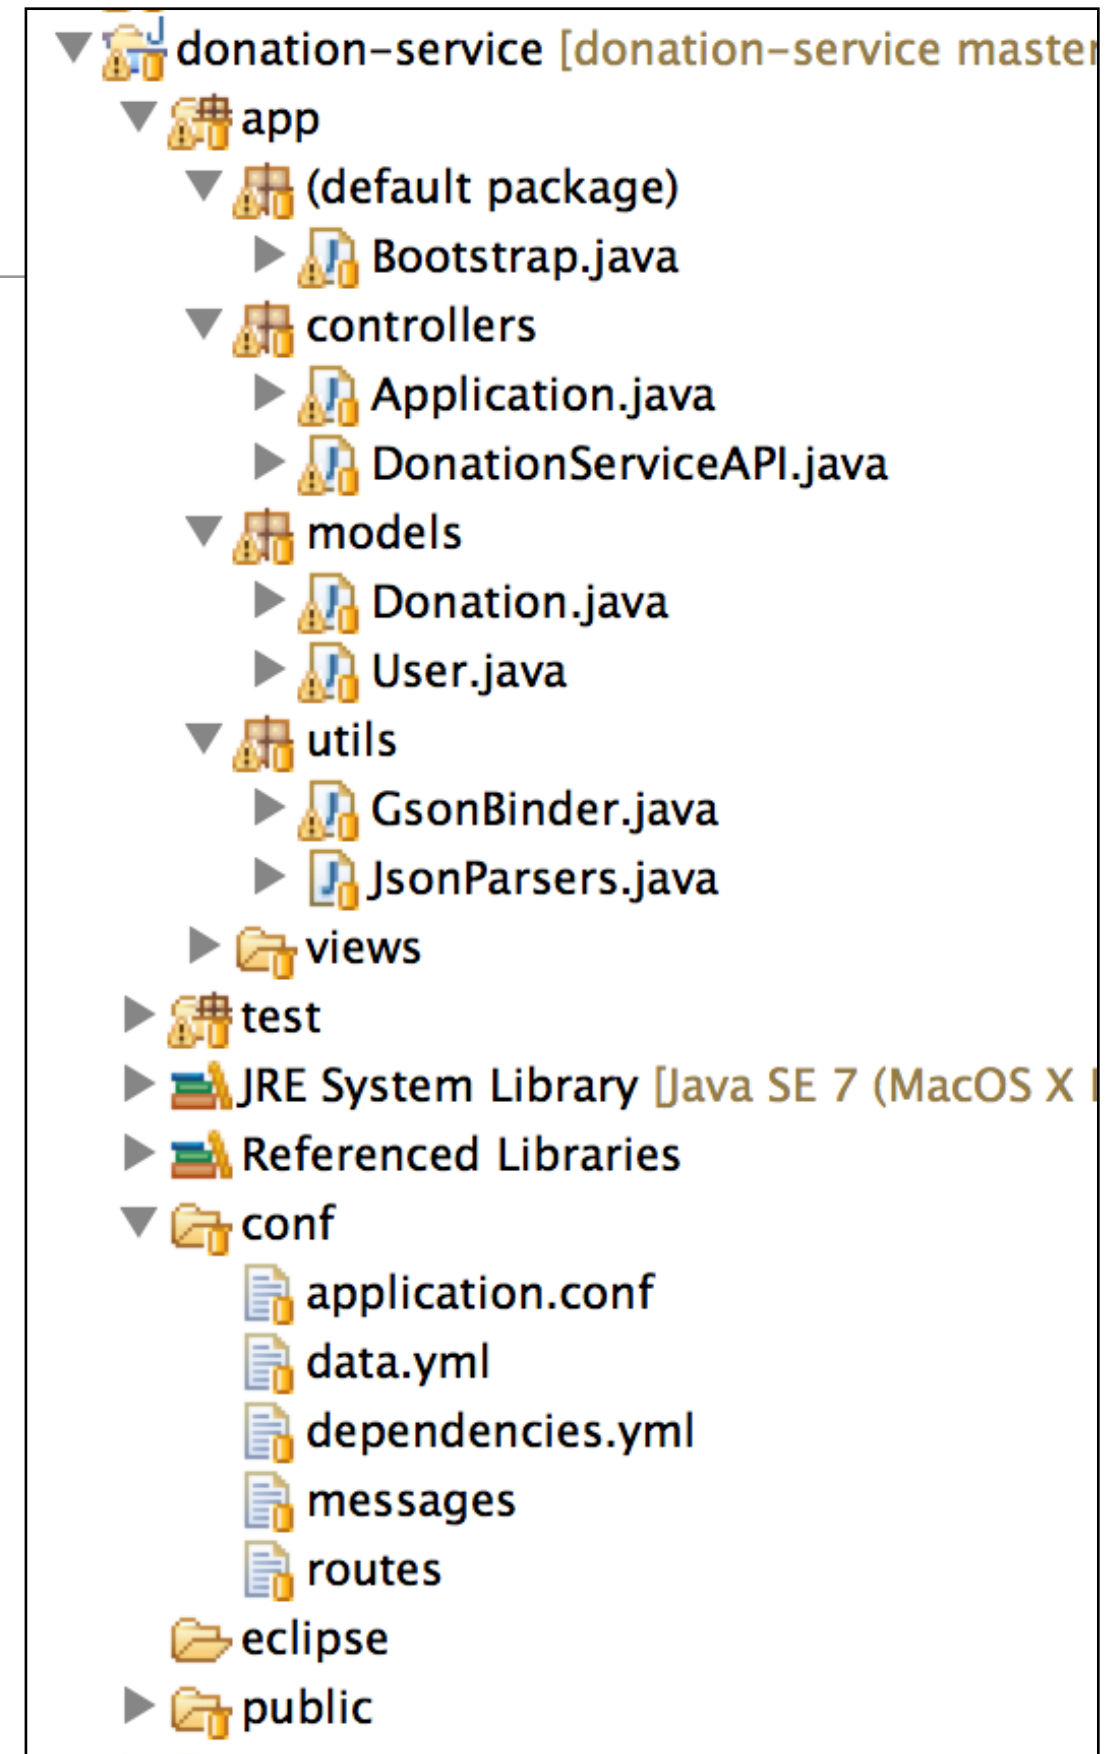 donation-service [donation-service master
app
(default package)
Bootstrap.java
controllers
Application.java
DonationServiceAPI.java
models
Donation.java
User.java
utils
GsonBinder.java
JsonParsers.java
views
test
JRE System Library [Java SE 7 (MacOS X
Referenced Libraries
conf
application.conf
data.yml
dependencies.yml
messages
routes
eclipse
public